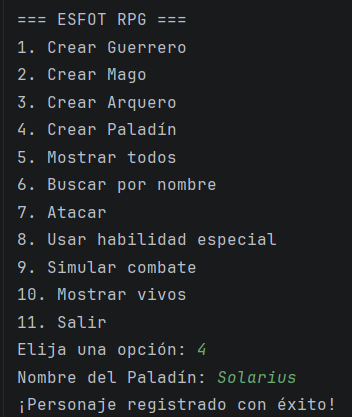 === ESFOT RPG ===
1. Crear Guerrero
2. Crear Mago
3. Crear Arquero
4. Crear Paladín
5. Mostrar todos
6. Buscar por nombre
7. Atacar
8. Usar habilidad especial
9. Simular combate
10. Mostrar vivos
11. Salir
Elija una opción: 4
Nombre del Paladín: Solarius
¡Personaje registrado con éxito!